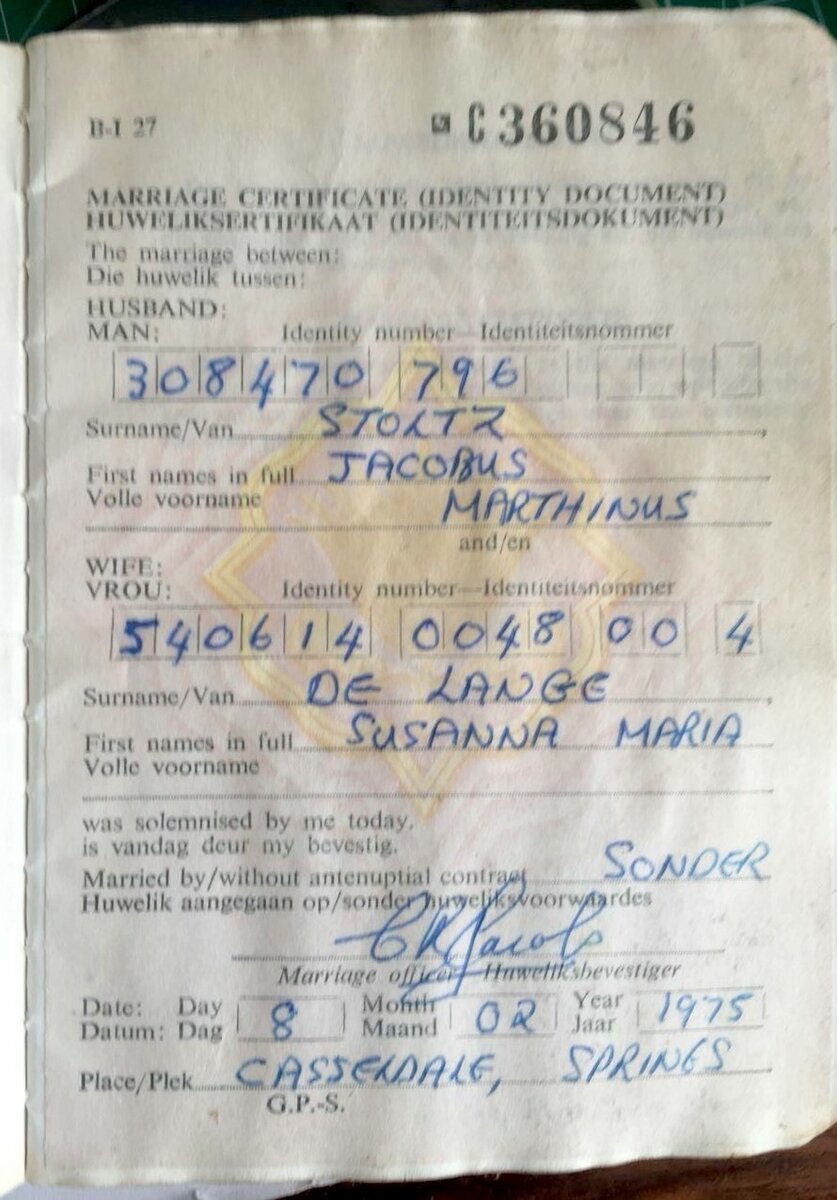 B-I 27
C360846
MARRIAGE CERTIFICATE (IDENTITY DOCUMENT)
HUWELIKSERTIFIKAAT (IDENTITEITSDOKUMENT)
The marriage between:
Die huwelik tussen:
HUSBAND:
MAN: Identity number—Identiteitsnommer
308470 796
Surname/Van STOLTZ
First names in full JACOBUS
Volle voorname MARTHINUS
and/en
WIFE:
VROU: Identity number—Identiteitsnommer
540614 0048 00 4
Surname/Van DE LANGE
First names in full SUSANNA MARIA
Volle voorname
was solemnised by me today.
is vandag deur my bevestig.
Married by/without antenuptial contract SONDER
Huwelik aangegaan op/sonder huweliksvoorwaardes
Marriage officer—Huweliksbevestiger
Date: Day 8 Month 02 Year 1975
Datum: Dag Maand Jaar
Place/Plek CASSELDALE, SPRINGS
G.P.-S.